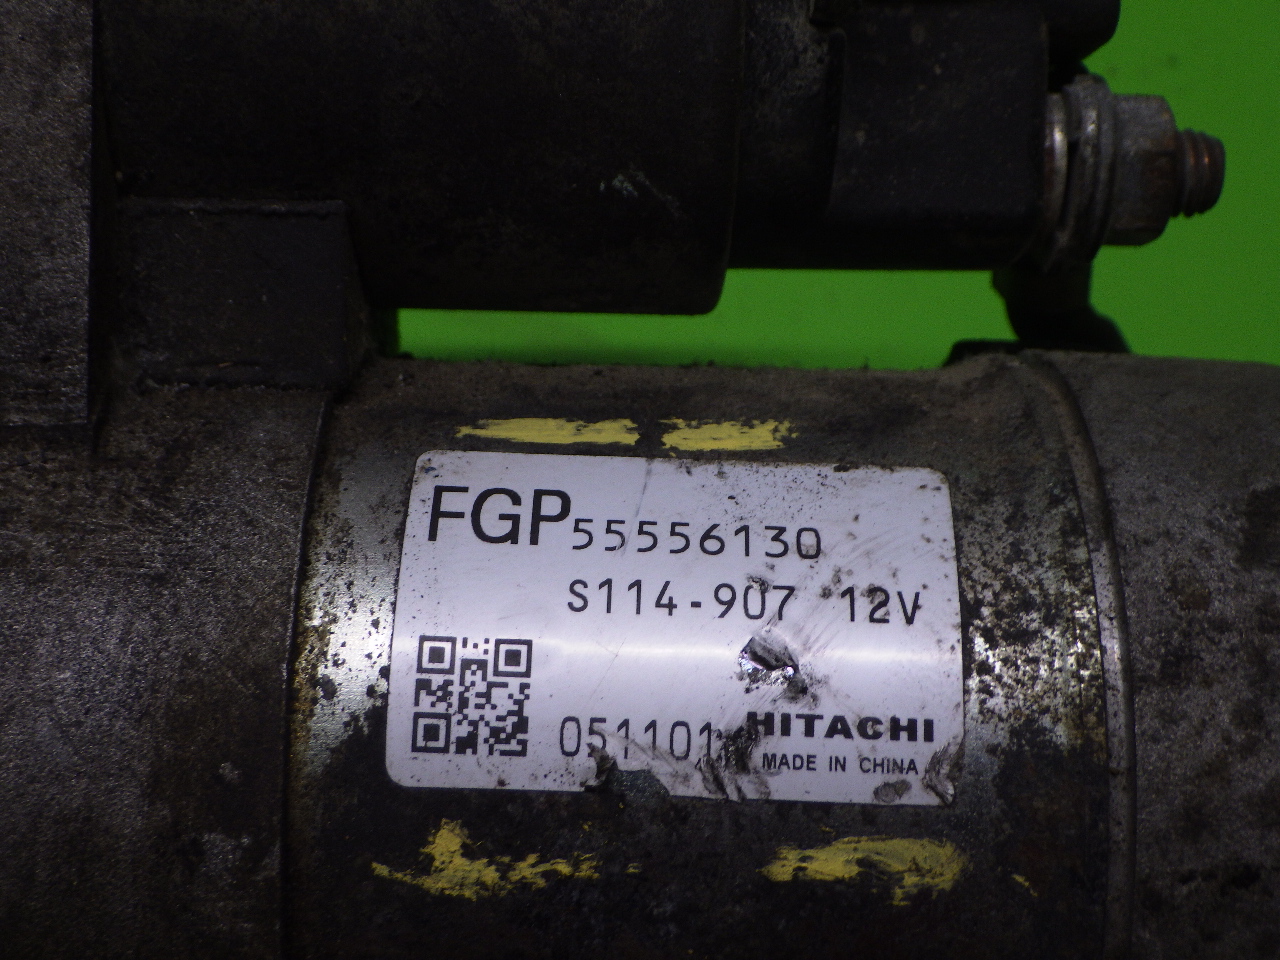 FGP55556130
S114-907 12V
051101
HITACHI
MADE IN CHINA